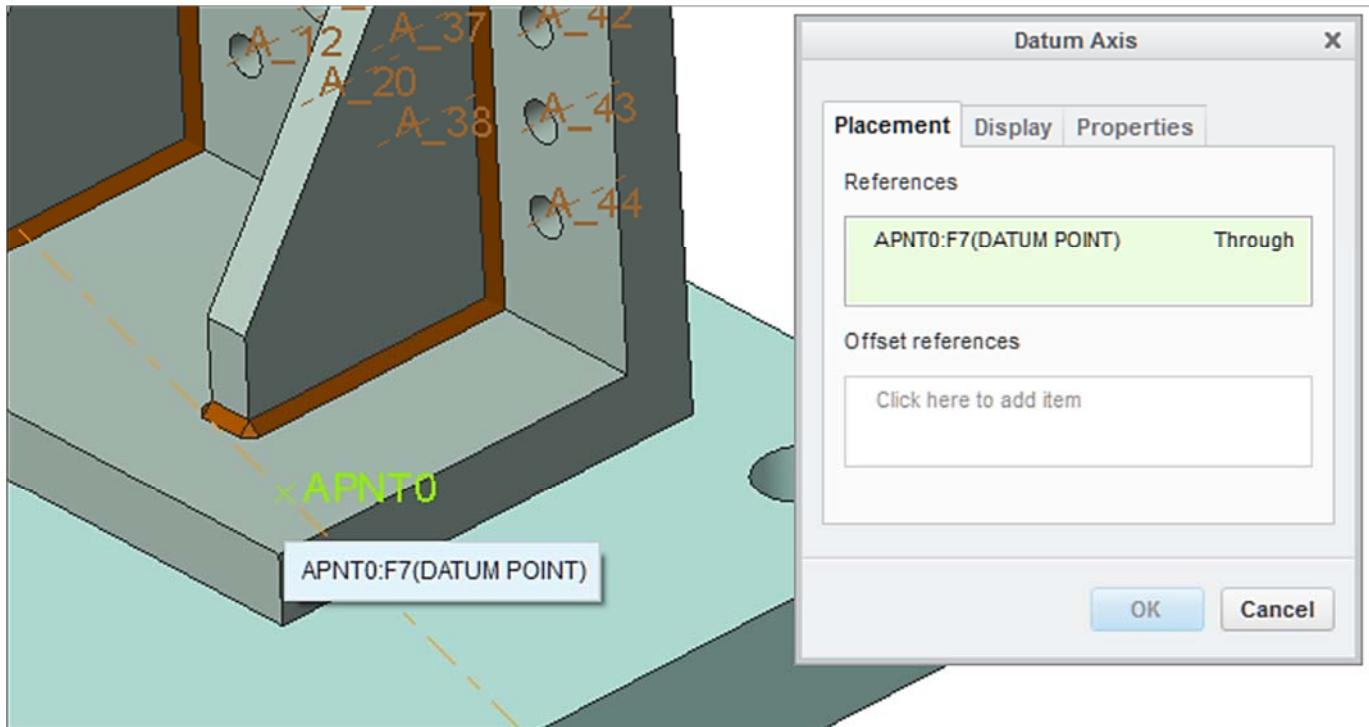 A_12
A_37
A_42
A_20
A_38
A_43
A_44
APNT0
APNT0:F7(DATUM POINT)
Datum Axis
Placement Display Properties
References
APNT0:F7(DATUM POINT) Through
Offset references
Click here to add item
OK Cancel